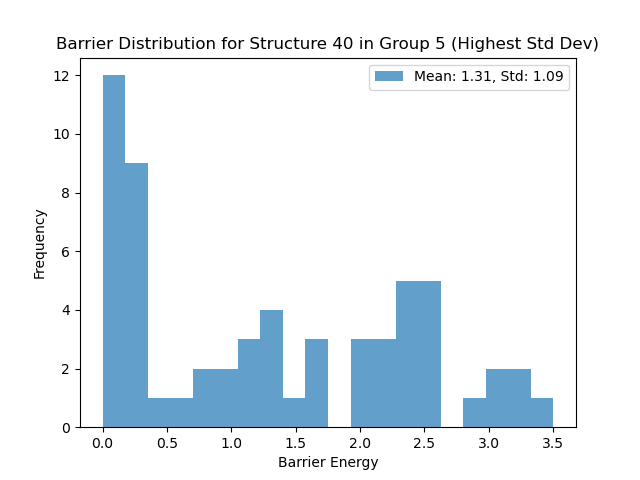 Barrier Distribution for Structure 40 in Group 5 (Highest Std Dev)
Mean: 1.31, Std: 1.09
12
10
8
6
4
2
0
Frequency
0.0 0.5 1.0 1.5 2.0 2.5 3.0 3.5
Barrier Energy